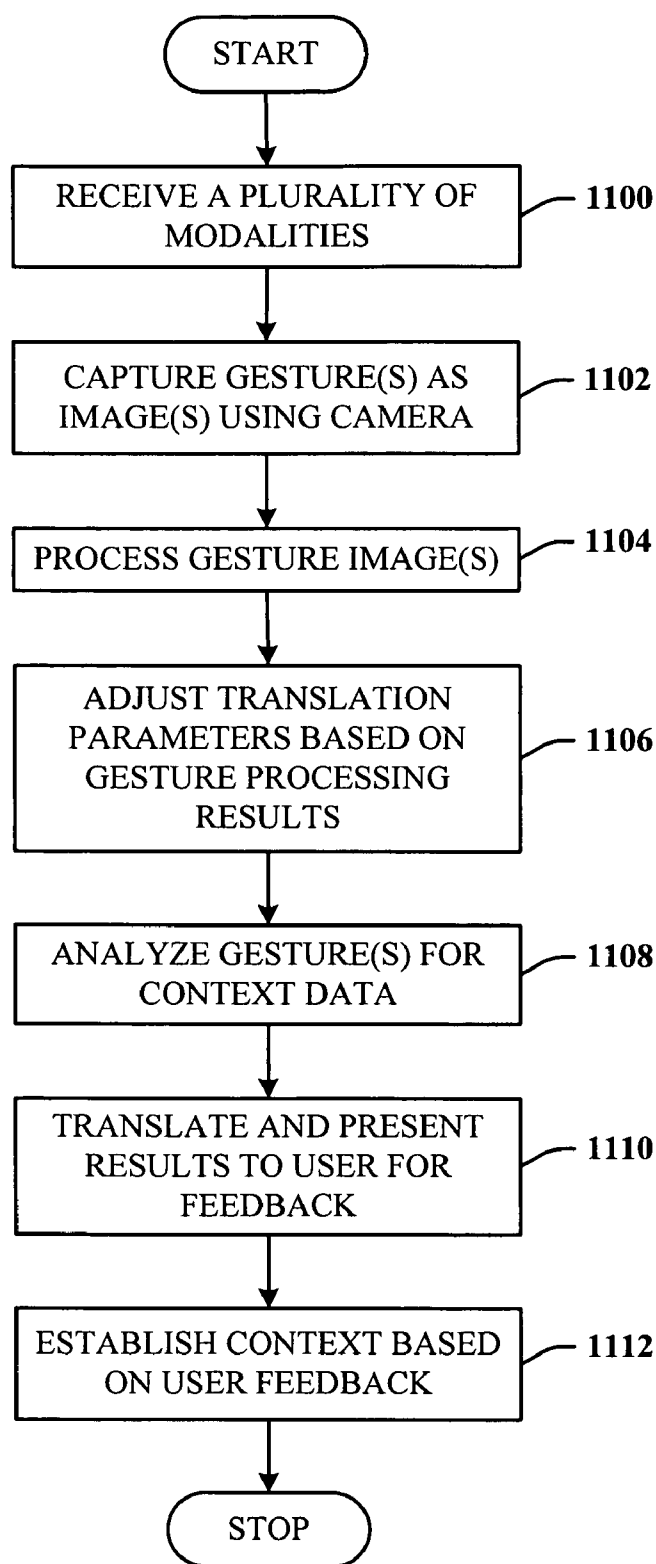 START
RECEIVE A PLURALITY OF
MODALITIES
1100
CAPTURE GESTURE(S) AS
IMAGE(S) USING CAMERA
1102
PROCESS GESTURE IMAGE(S)
1104
ADJUST TRANSLATION
PARAMETERS BASED ON
GESTURE PROCESSING
RESULTS
1106
ANALYZE GESTURE(S) FOR
CONTEXT DATA
1108
TRANSLATE AND PRESENT
RESULTS TO USER FOR
FEEDBACK
1110
ESTABLISH CONTEXT BASED
ON USER FEEDBACK
1112
STOP